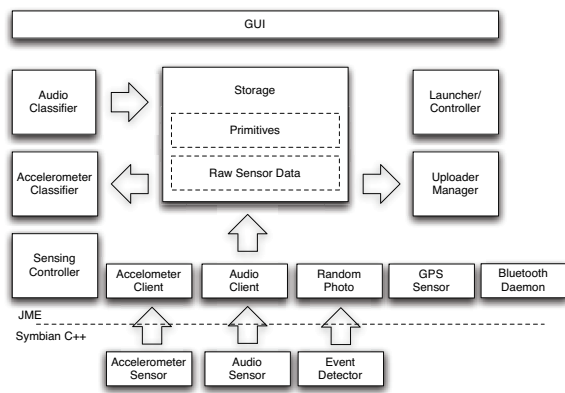 GUI
Audio
Classifier
Storage
Primitives
Raw Sensor Data
Launcher/
Controller
Accelerometer
Classifier
Uploader
Manager
Sensing
Controller
Accelometer
Client
Audio
Client
Random
Photo
GPS
Sensor
Bluetooth
Daemon
JME
Symbian C++
Accelerometer
Sensor
Audio
Sensor
Event
Detector